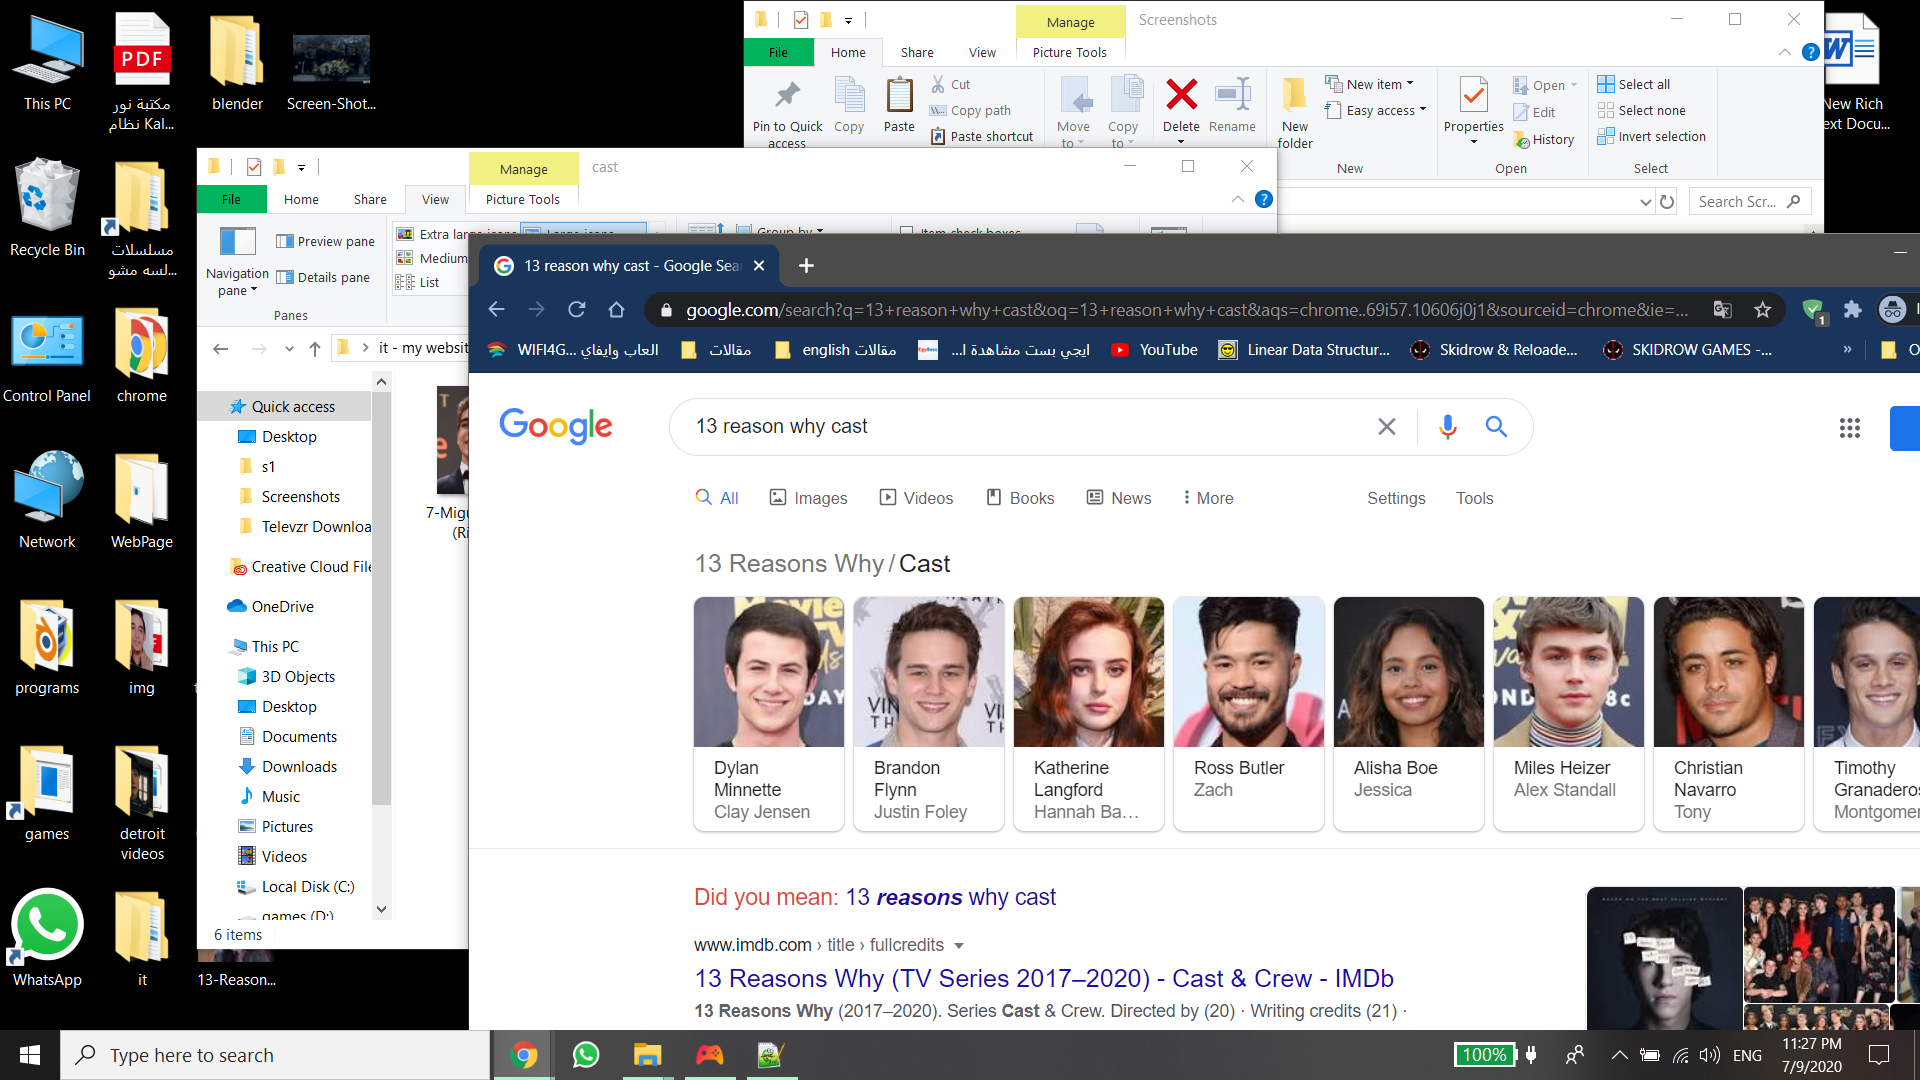 This PC
مكتبة نور
Kal... نظام
blender
Screen-Shot...
Recycle Bin
مسلسلات
لسه مشو...
Control Panel
chrome
Network
WebPage
programs
img
games
detroit
videos
WhatsApp
it
13-Reason...
New Rich
ext Docu...
Manage
Screenshots
File
Home
Share
View
Picture Tools
Pin to Quick
access
Copy
Paste
Cut
Copy path
Paste shortcut
Move
to
Copy
to
Delete
Rename
New
folder
New item
Easy access
New
Properties
Open
Edit
History
Open
Select all
Select none
Invert selection
Select
Search Scr...
Manage
cast
File
Home
Share
View
Picture Tools
Navigation
pane
Preview pane
Details pane
Panes
Extra large icons
Large icons
Medium
List
Group by
Item check boxes
it - my websit
Quick access
Desktop
s1
Screenshots
Televzr Downloa
Creative Cloud File
OneDrive
This PC
3D Objects
Desktop
Documents
Downloads
Music
Pictures
Videos
Local Disk (C:)
games (D:)
6 items
7-Migu
(Ri
13 reason why cast - Google Sear
google.com/search?q=13+reason+why+cast&oq=13+reason+why+cast&aqs=chrome..69i57.10606j0j1&sourceid=chrome&ie=...
1
العاب وايفاي ...WIFI4G
مقالات
مقالات english
ايجي بست مشاهدة ا...
YouTube
Linear Data Structur...
Skidrow & Reloade...
SKIDROW GAMES -...
»
O
Google
13 reason why cast
All
Images
Videos
Books
News
More
Settings
Tools
13 Reasons Why / Cast
Dylan
Minnette
Clay Jensen
Brandon
Flynn
Justin Foley
Katherine
Langford
Hannah Ba...
Ross Butler
Zach
Alisha Boe
Jessica
Miles Heizer
Alex Standall
Christian
Navarro
Tony
Timothy
Granaderos
Montgomer
Did you mean: 13 reasons why cast
www.imdb.com › title › fullcredits
13 Reasons Why (TV Series 2017–2020) - Cast & Crew - IMDb
13 Reasons Why (2017–2020). Series Cast & Crew. Directed by (20) · Writing credits (21) ·
Type here to search
100%
ENG
11:27 PM
7/9/2020